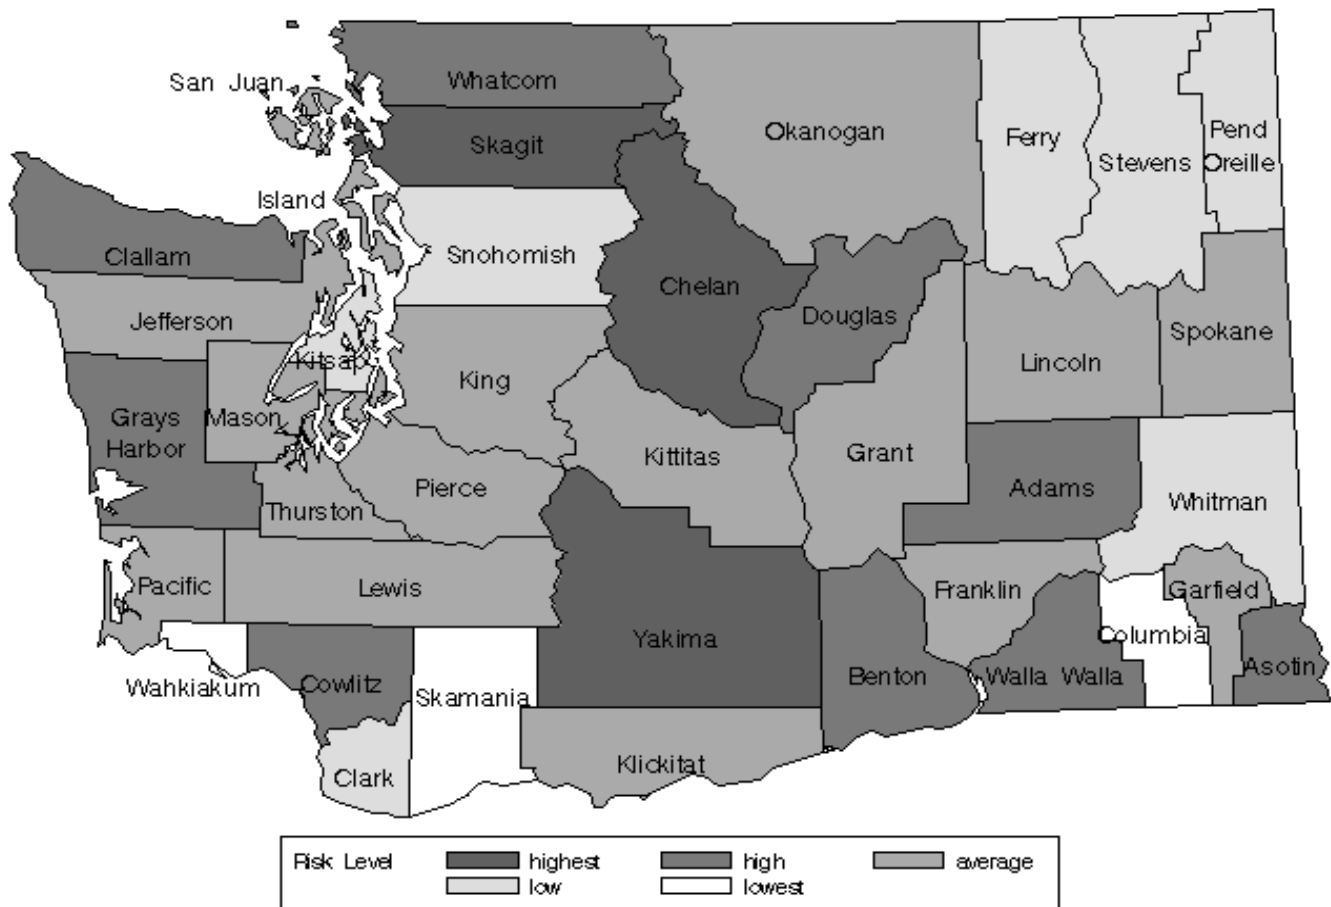 San Juan
Whatcom
Okanogan
Ferry
Stevens
Pend
Oreille
Skagit
Island
Clallam
Snohomish
Chelan
Douglas
Jefferson
Spokane
Kitsap
King
Lincoln
Grays
Harbor
Mason
Kittitas
Grant
Pierce
Adams
Whitman
Thurston
Pacific
Lewis
Franklin
Garfield
Yakima
Columbia
Wahkiakum
Cowlitz
Skamania
Benton
Walla Walla
Asotin
Clark
Klickitat
Risk Level highest high average
low lowest